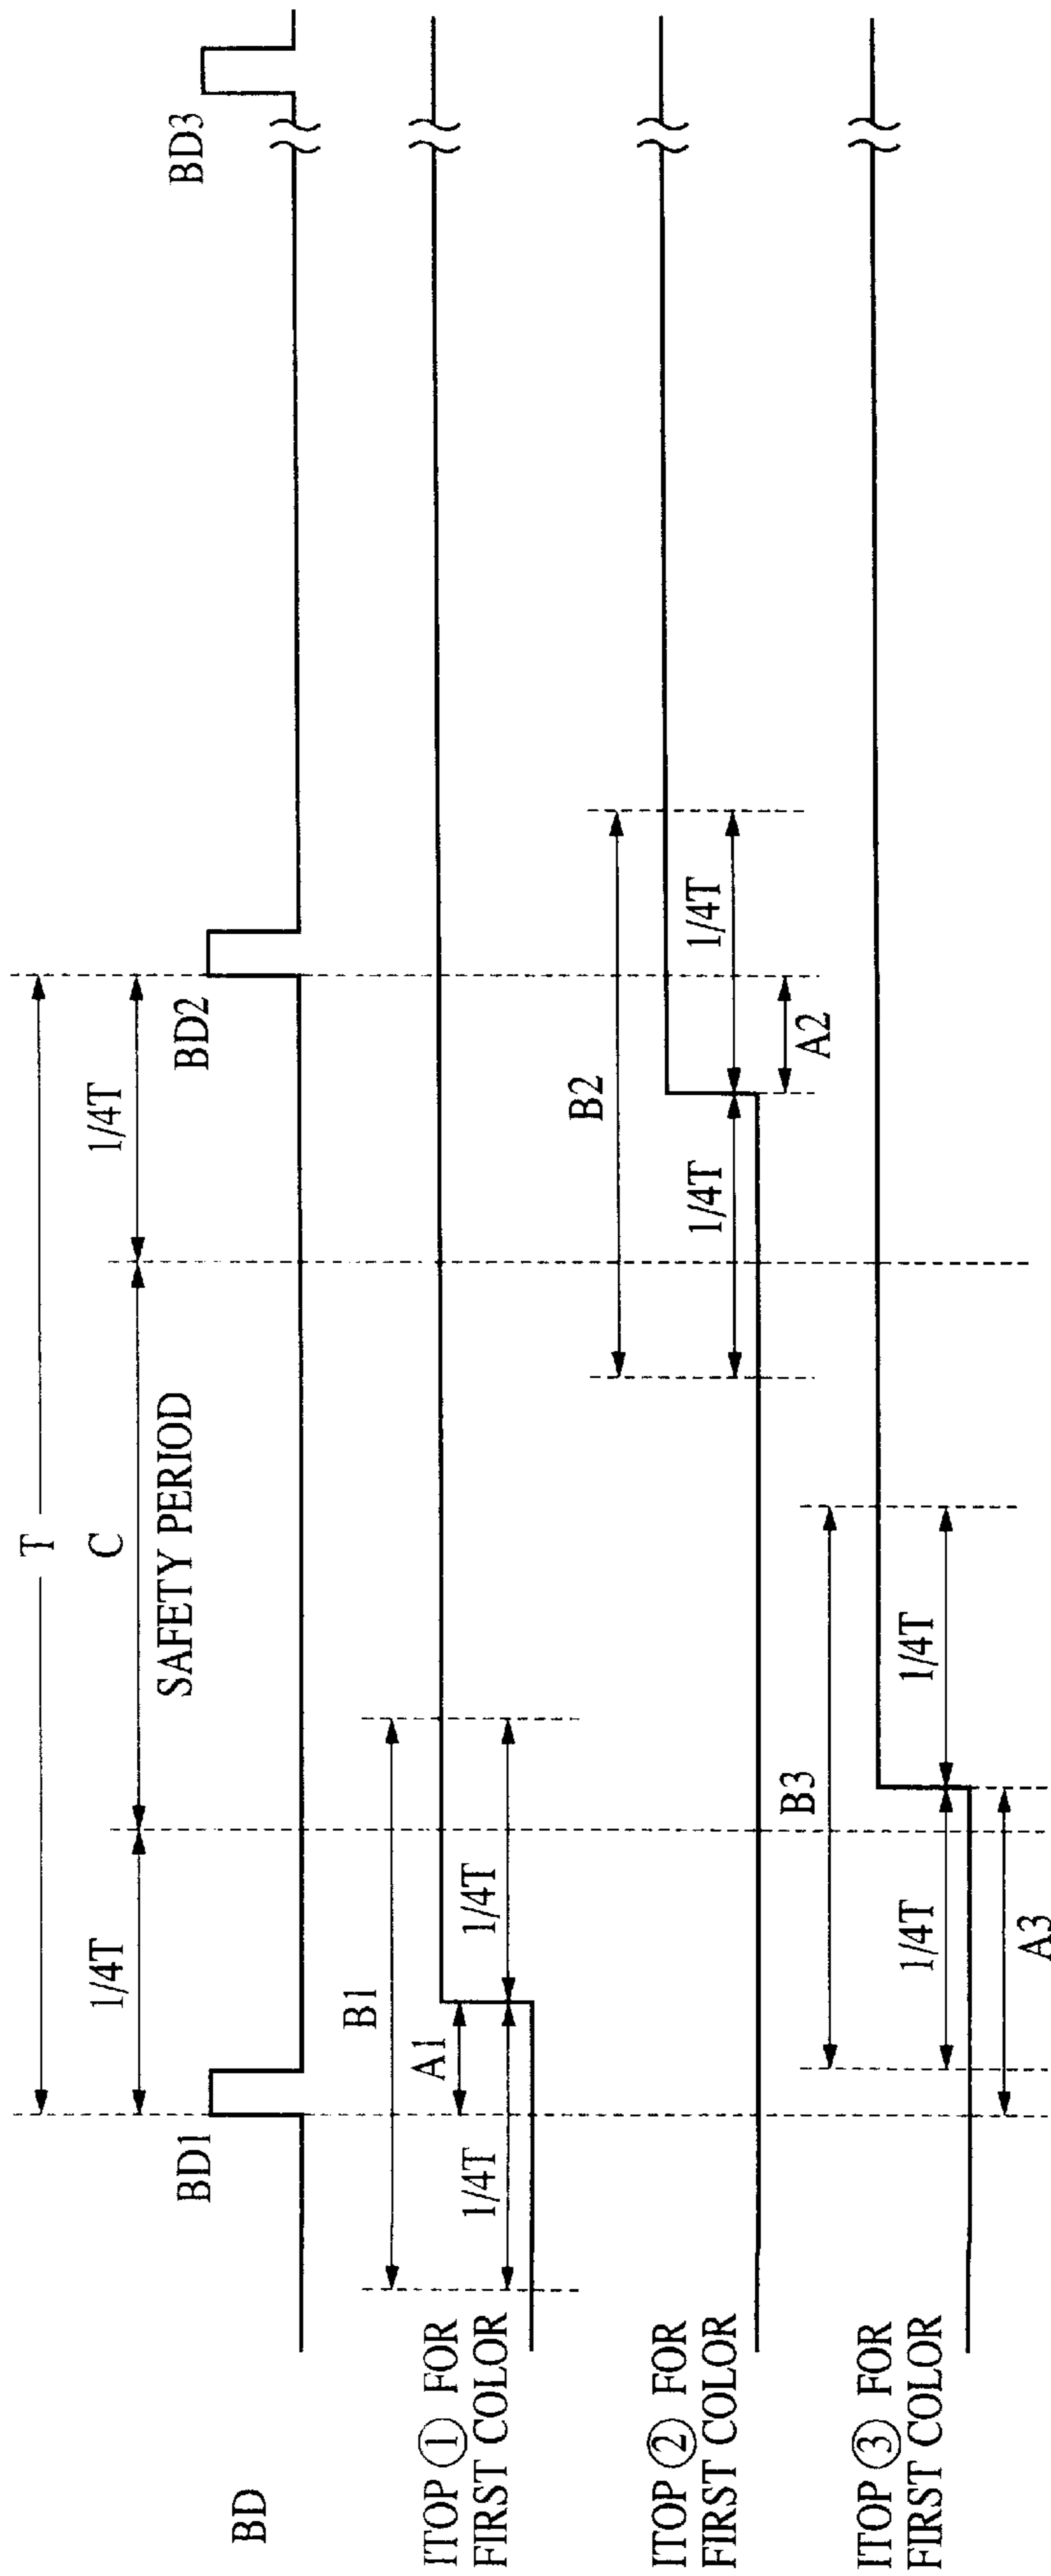 T
1/4T
C
1/4T
SAFETY PERIOD
BD
BD1
BD2
BD3
B1
ITOP ① FOR
FIRST COLOR
A1
1/4T
1/4T
B2
ITOP ② FOR
FIRST COLOR
1/4T
1/4T
A2
B3
ITOP ③ FOR
FIRST COLOR
1/4T
1/4T
A3